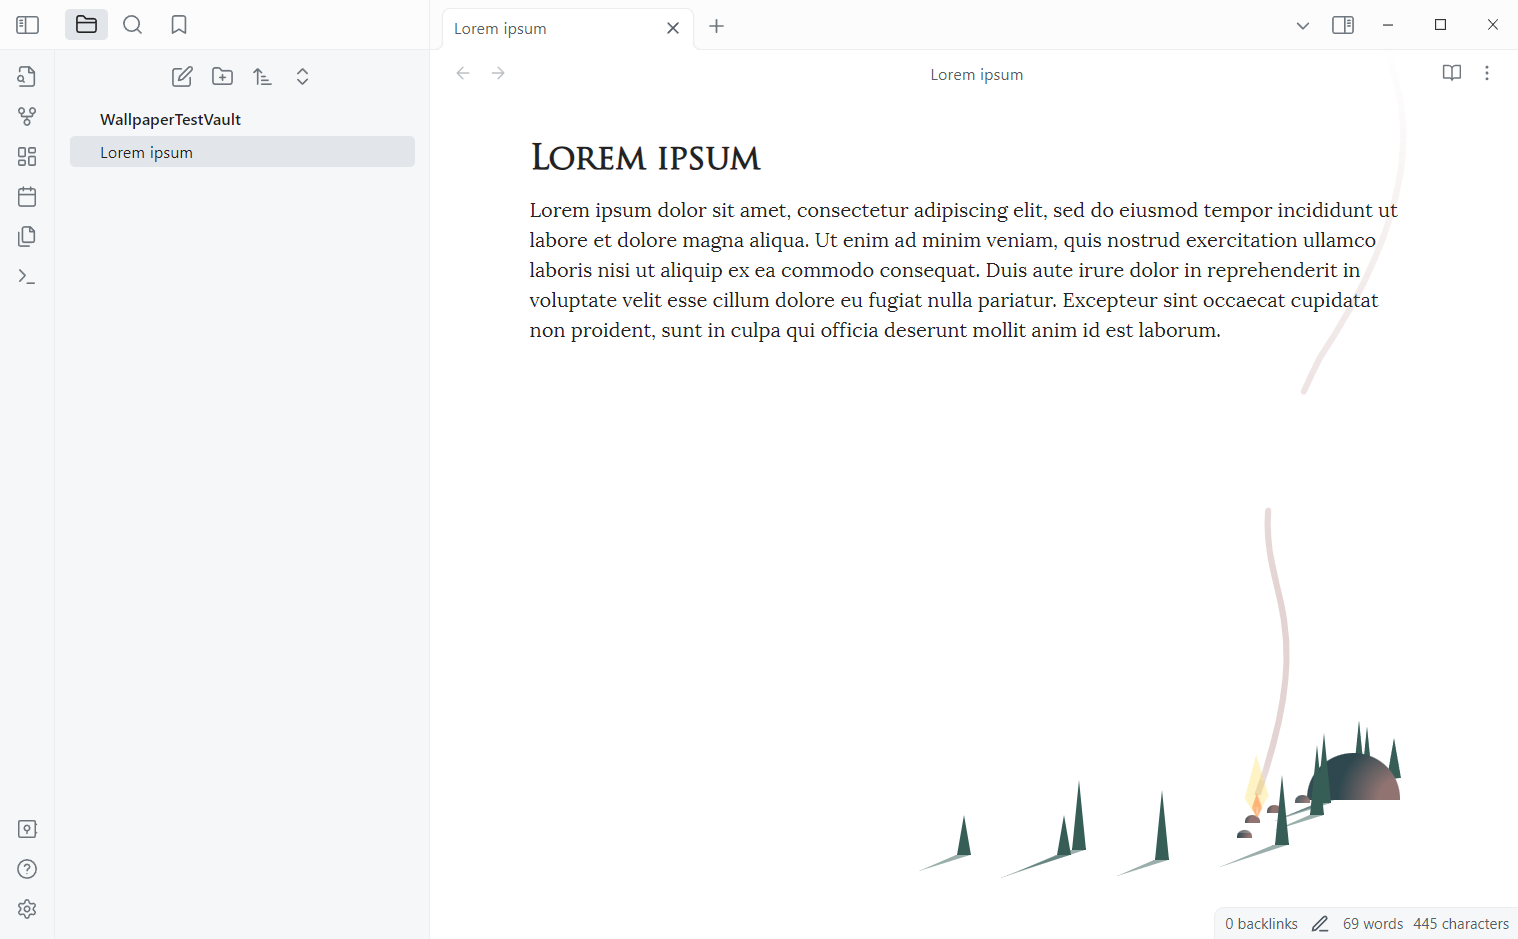 Lorem ipsum
WallpaperTestVault
Lorem ipsum
Lorem ipsum
Lorem ipsum
Lorem ipsum dolor sit amet, consectetur adipiscing elit, sed do eiusmod tempor incididunt ut
labore et dolore magna aliqua. Ut enim ad minim veniam, quis nostrud exercitation ullamco
laboris nisi ut aliquip ex ea commodo consequat. Duis aute irure dolor in reprehenderit in
voluptate velit esse cillum dolore eu fugiat nulla pariatur. Excepteur sint occaecat cupidatat
non proident, sunt in culpa qui officia deserunt mollit anim id est laborum.
0 backlinks 69 words 445 characters